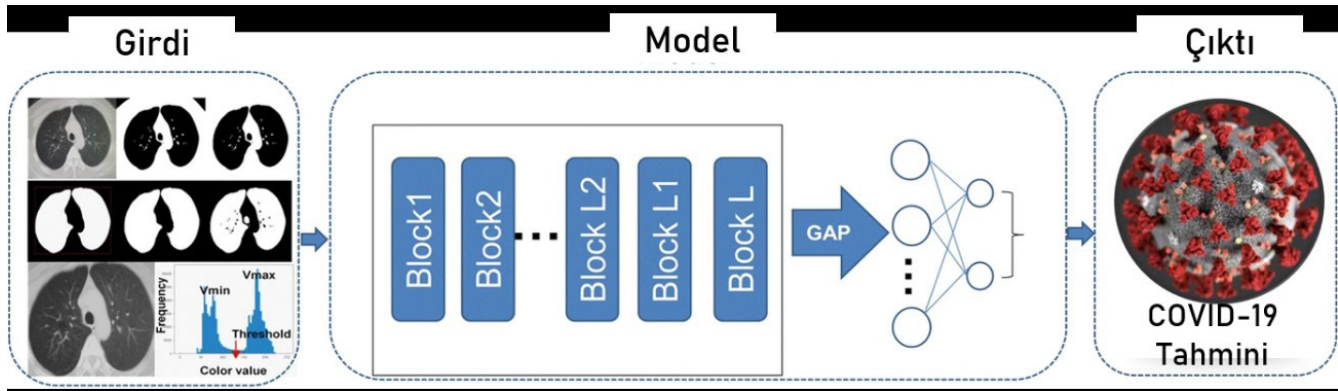 Girdi
Model
Çıktı
Block1
Block2
Block L2
Block L1
Block L
GAP
Frequency
Vmin
Vmax
Threshold
Color value
COVID-19
Tahmini